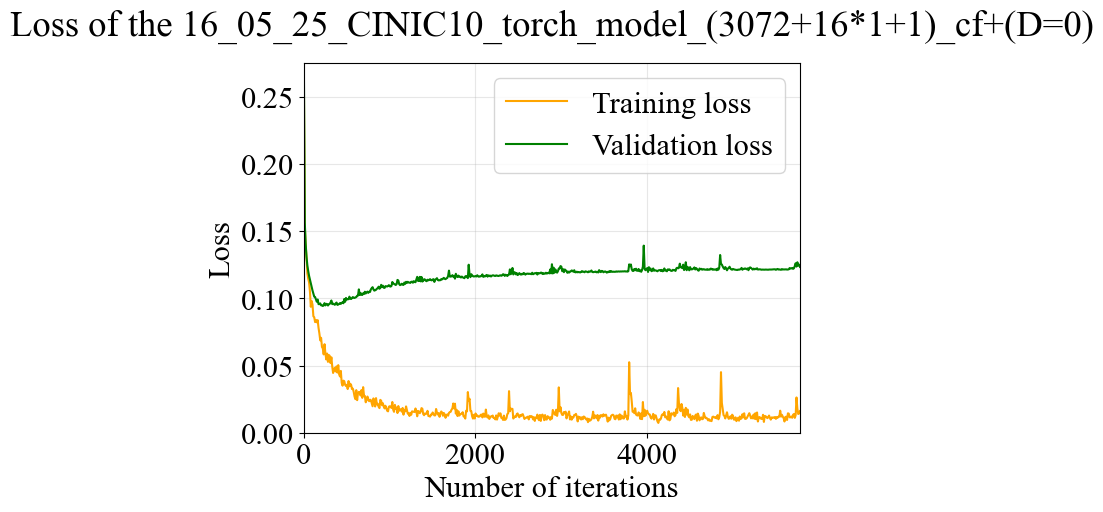 Loss of the 16_05_25_CINIC10_torch_model_(3072+16*1+1)_cf+(D=0)
Training loss
Validation loss
0.25
0.20
0.15
0.10
0.05
0.00
Loss
0
2000
4000
Number of iterations